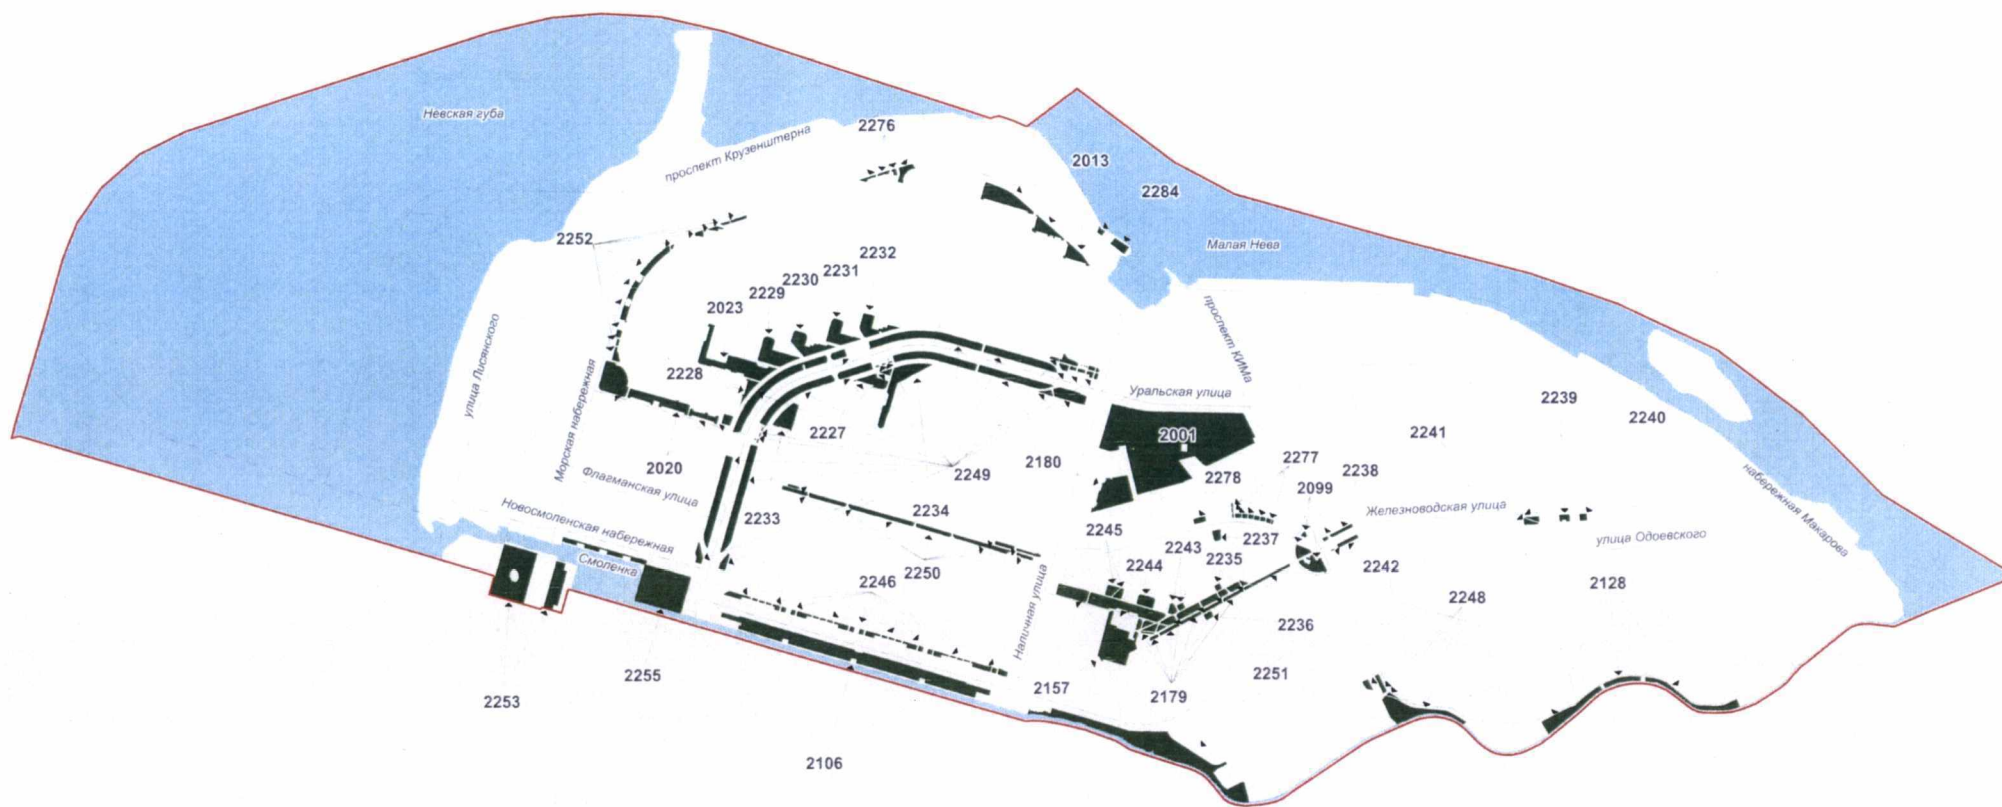 Невская губа
2276
проспект Крузенштерна
2013
2284
2252
Малая Нева
2232
2231
2230
2229
2023
проспект КИМа
улица Лисянского
2228
Морская набережная
Уральская улица
2239
2240
2227
2001
2241
2020
Флагманская улица
2249
2180
2277
2278
2238
2099
набережная Макарова
Новосмоленская набережная
2233
2234
Железноводская улица
2245
2237
улица Одоевского
Смоленка
2246
2250
2244
2243
2235
2242
2128
2248
Наличная улица
2236
2255
2251
2157
2179
2253
2106